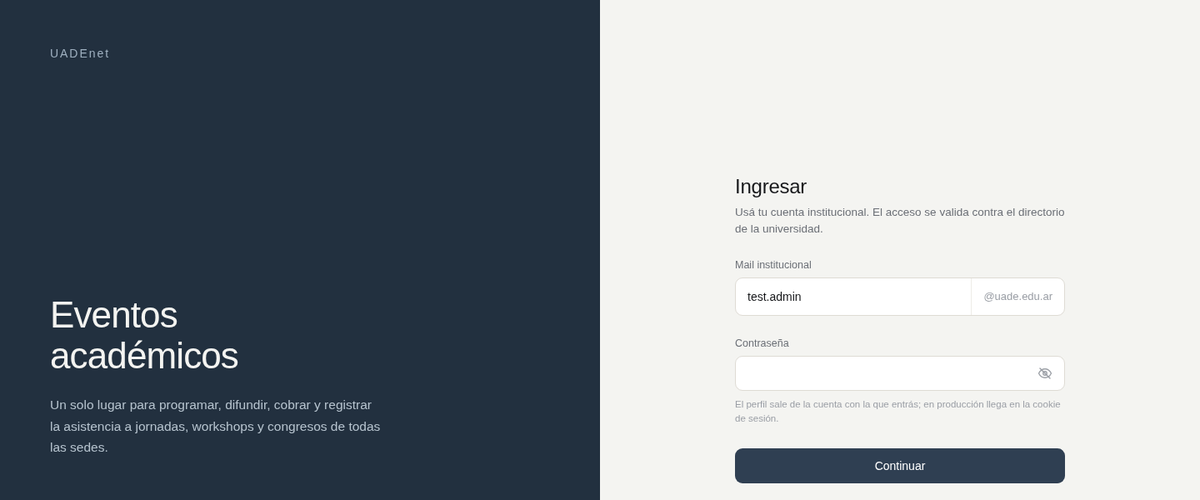 UADEnet
Eventos
académicos
Un solo lugar para programar, difundir, cobrar y registrar
la asistencia a jornadas, workshops y congresos de todas
las sedes.
Ingresar
Usá tu cuenta institucional. El acceso se valida contra el directorio
de la universidad.
Mail institucional
test.admin
@uade.edu.ar
Contraseña
El perfil sale de la cuenta con la que entrás; en producción llega en la cookie
de sesión.
Continuar